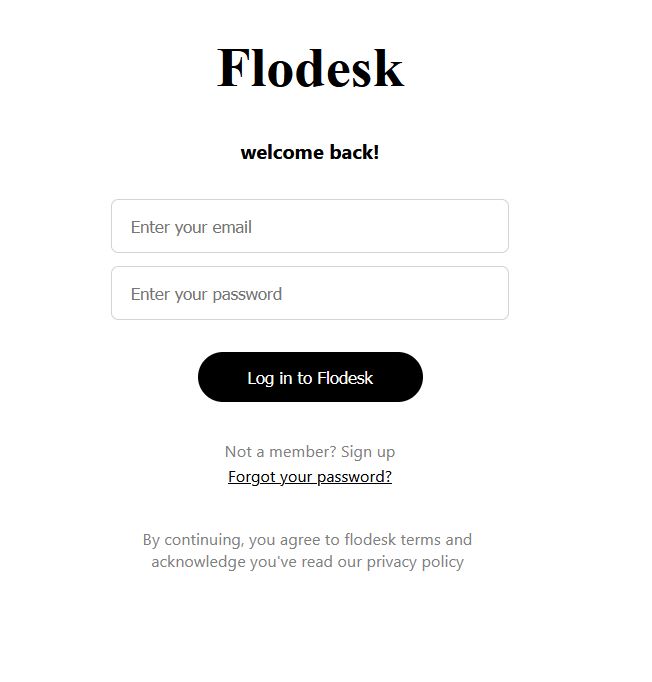 Flodesk
welcome back!
Enter your email
Enter your password
Log in to Flodesk
Not a member? Sign up
Forgot your password?
By continuing, you agree to flodesk terms and
acknowledge you've read our privacy policy